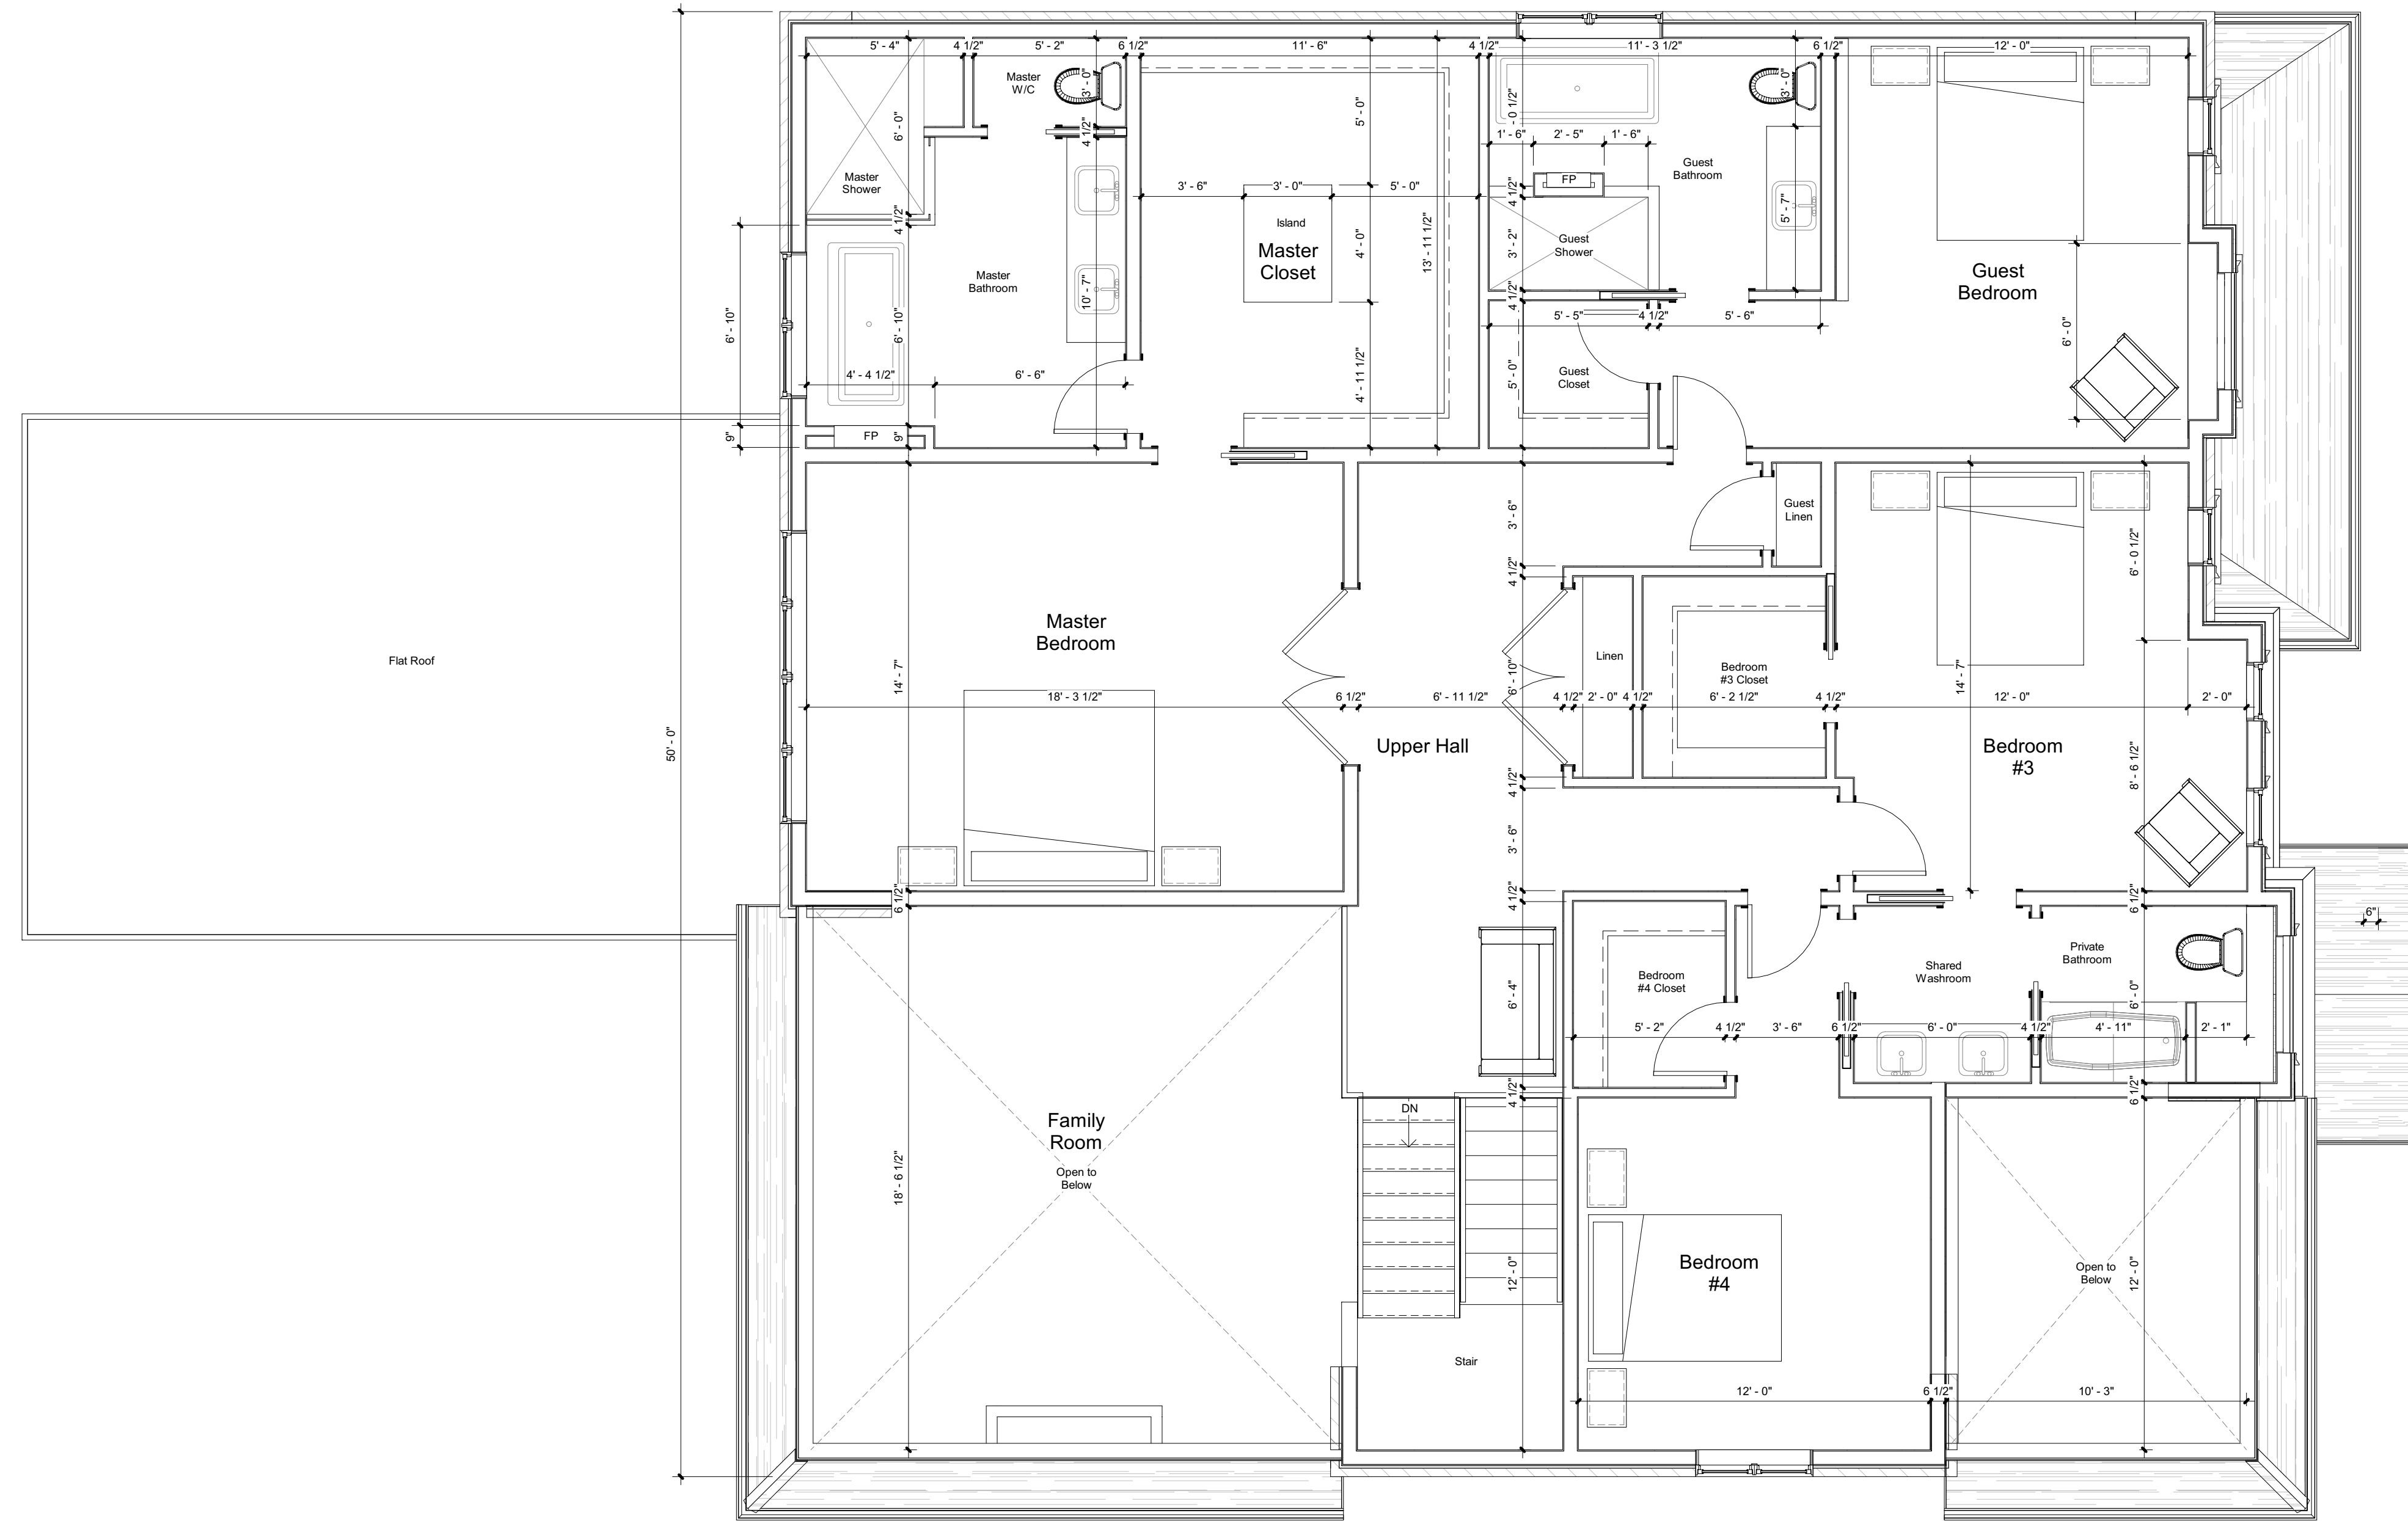 5' - 4"
4 1/2"
5' - 2"
6 1/2"
11' - 6"
4 1/2"
11' - 3 1/2"
6 1/2"
12' - 0"
Master
W/C
3' - 0"
3' - 0"
6' - 0"
4 1/2"
5' - 0"
- 0 1/2"
1' - 6"
2' - 5"
1' - 6"
Guest
Bathroom
Master
Shower
3' - 6"
3' - 0"
5' - 0"
4 1/2"
FP
5' - 7"
4 1/2"
Island
Master
Closet
4' - 0"
13' - 11 1/2"
3' - 2"
Guest
Shower
Guest
Bedroom
Master
Bathroom
10' - 7"
4 1/2"
6' - 10"
6' - 10"
5' - 5"
4 1/2"
5' - 6"
6' - 0"
4' - 4 1/2"
6' - 6"
4' - 11 1/2"
5' - 0"
Guest
Closet
9"
FP
9"
3' - 6"
Guest
Linen
6' - 0 1/2"
4 1/2"
Master
Bedroom
Flat Roof
14' - 7"
6' - 10"
Linen
Bedroom
#3 Closet
14' - 7"
18' - 3 1/2"
6 1/2"
6' - 11 1/2"
4 1/2"
2' - 0"
4 1/2"
6' - 2 1/2"
4 1/2"
12' - 0"
2' - 0"
50' - 0"
Upper Hall
Bedroom
#3
8' - 6 1/2"
4 1/2"
3' - 6"
6 1/2"
4 1/2"
6 1/2"
6"
Private
Bathroom
Shared
Washroom
Bedroom
#4 Closet
6' - 4"
6' - 0"
5' - 2"
4 1/2"
3' - 6"
6 1/2"
6' - 0"
4 1/2"
4' - 11"
2' - 1"
4 1/2"
6 1/2"
DN
Family
Room
Open to
Below
18' - 6 1/2"
12' - 0"
Bedroom
#4
Open to
Below
12' - 0"
Stair
12' - 0"
6 1/2"
10' - 3"